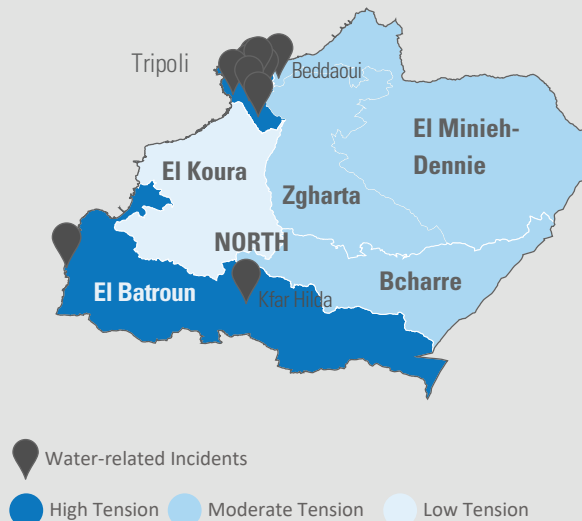 Tripoli
Beddaoui
El Minieh-
Dennie
El Koura
Zgharta
NORTH
Bcharre
El Batroun
Kfar Hilda
Water-related Incidents
High Tension
Moderate Tension
Low Tension